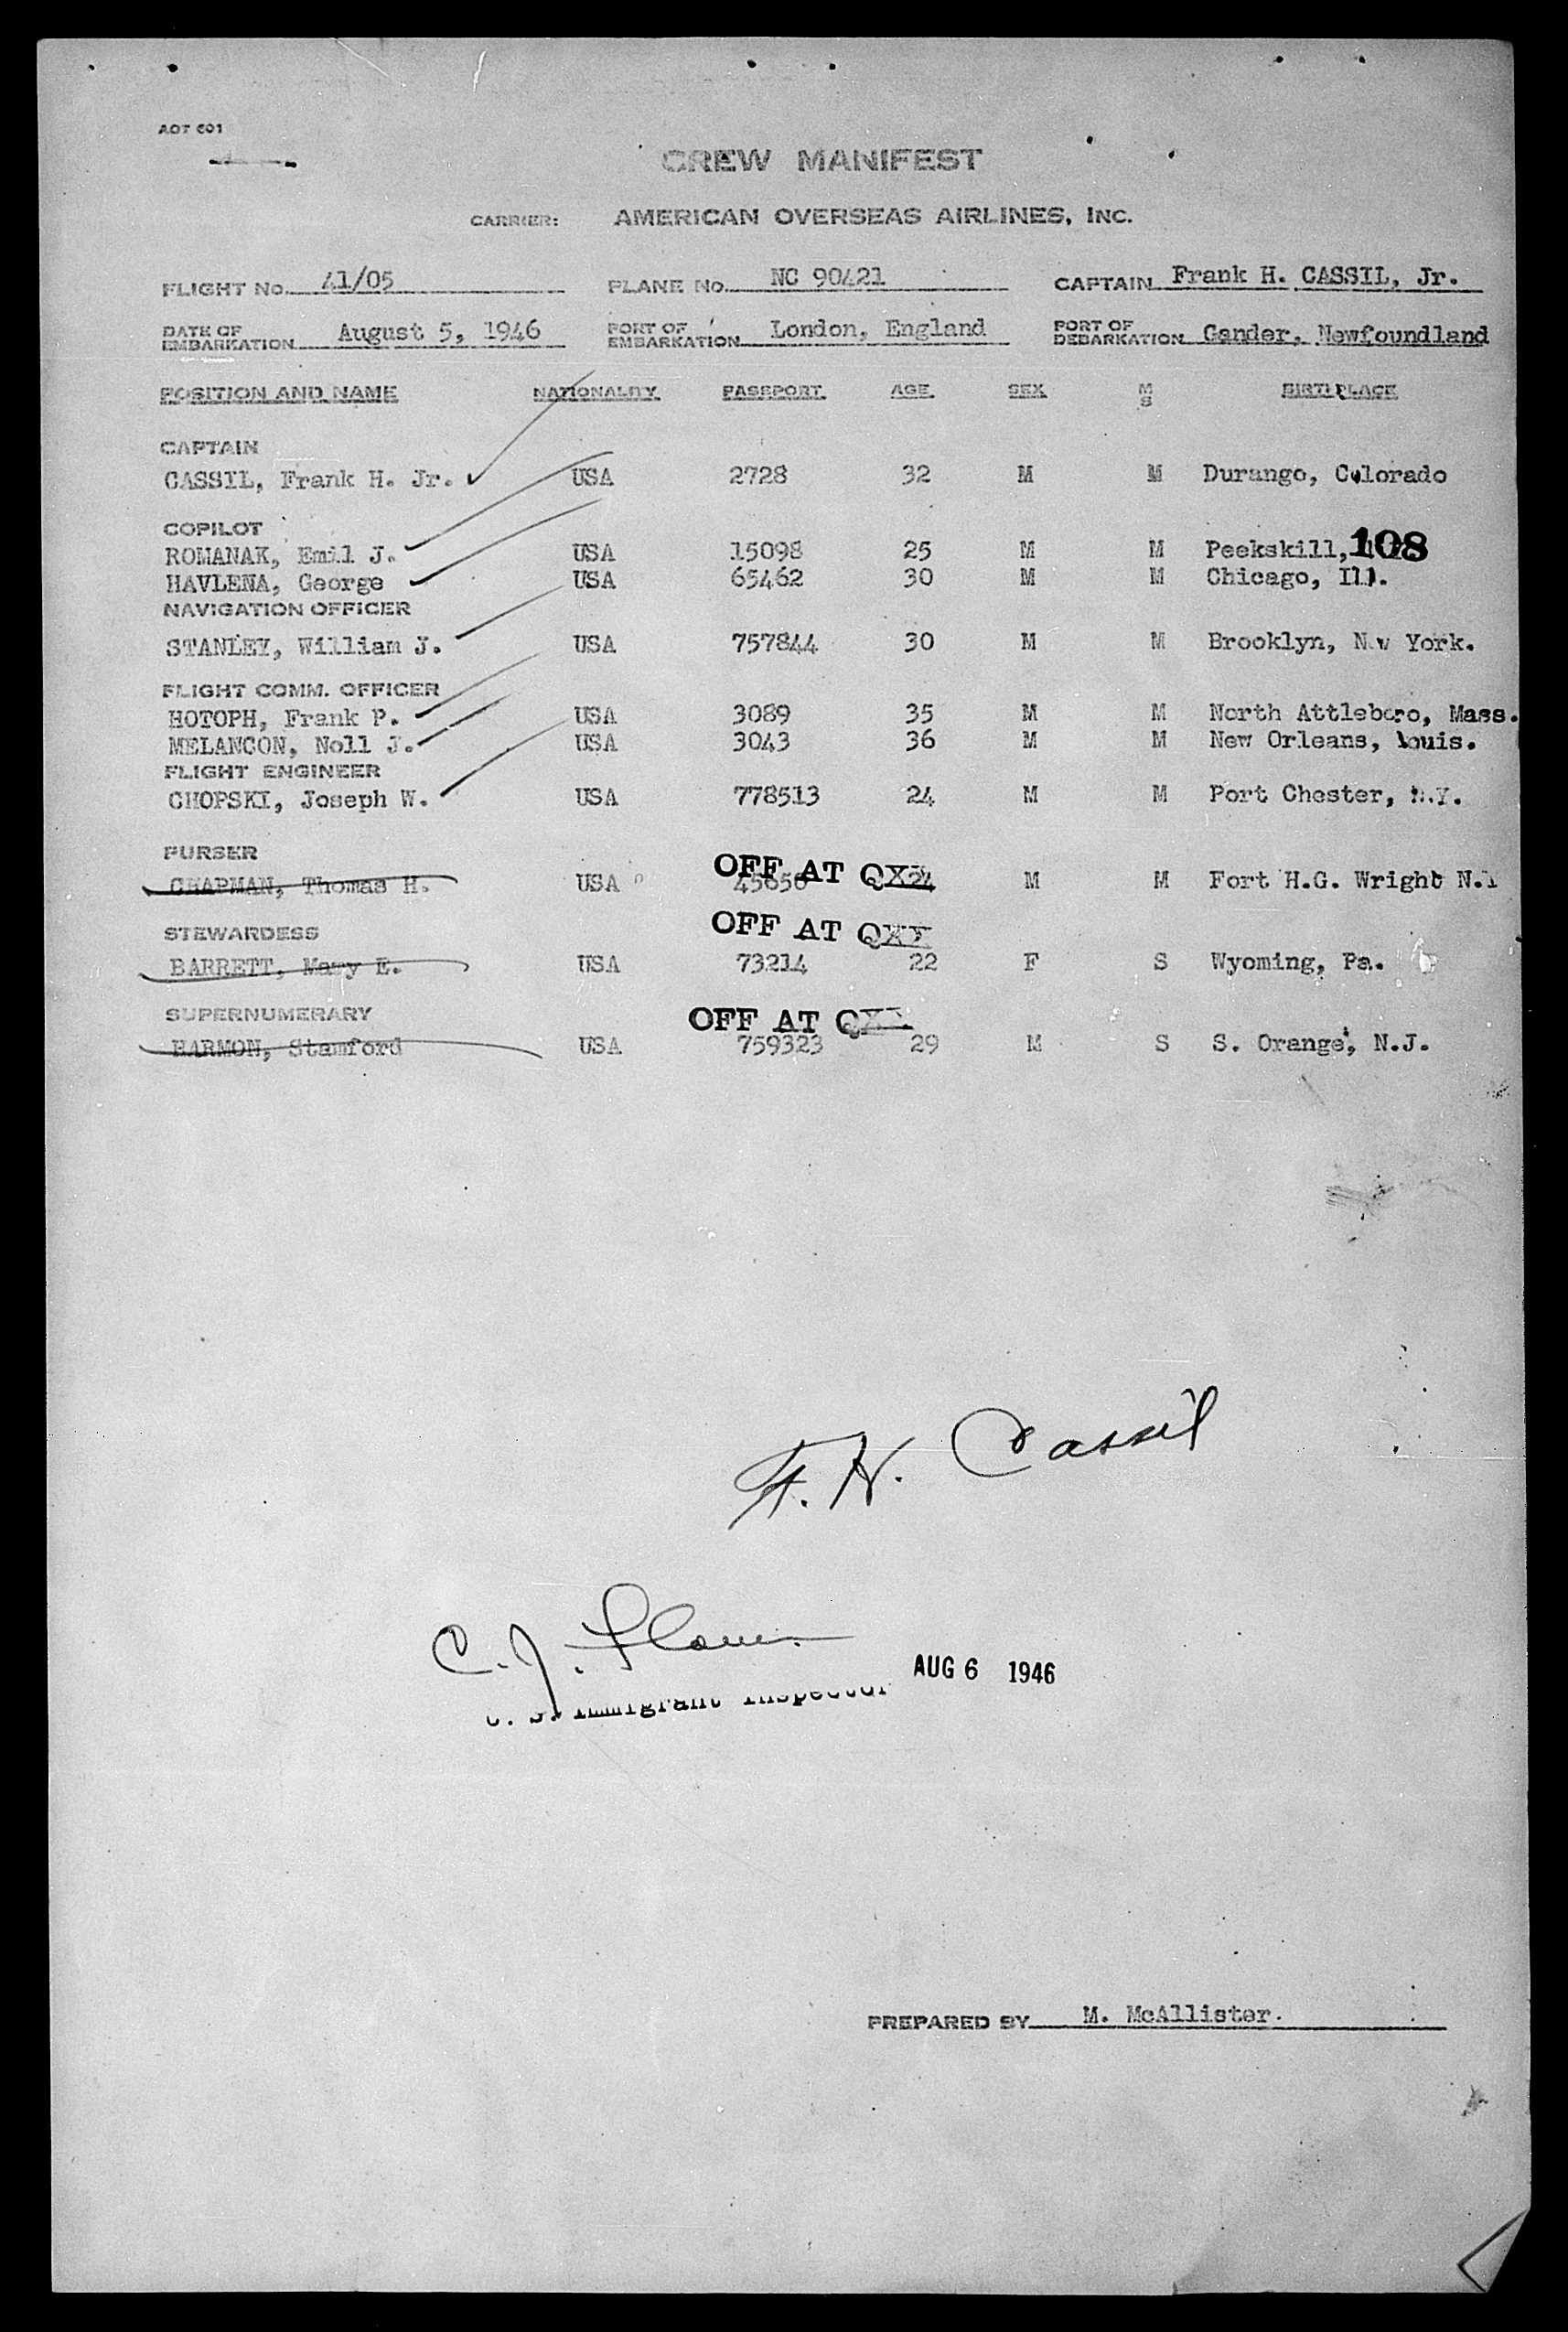 AOT 601
CREW MANIFEST
CARRIER: AMERICAN OVERSEAS AIRLINES, INC.
FLIGHT No. 41/05 PLANE No. NC 90421 CAPTAIN Frank H. CASSIL, Jr.
DATE OF EMBARKATION August 5, 1946 PORT OF EMBARKATION London, England PORT OF DEBARKATION Gander, Newfoundland
POSITION AND NAME NATIONALITY PASSPORT AGE SEX M S BIRTHPLACE
CAPTAIN
CASSIL, Frank H. Jr. USA 2728 32 M M Durango, Colorado
COPILOT
ROMANAK, Emil J. USA 15098 25 M M Peekskill, 108
HAVLENA, George USA 65462 30 M M Chicago, Ill.
NAVIGATION OFFICER
STANLEY, William J. USA 757844 30 M M Brooklyn, New York.
FLIGHT COMM. OFFICER
HOTOPH, Frank P. USA 3089 35 M M North Attleboro, Mass.
MELANCON, Noll J. USA 3043 36 M M New Orleans, Louis.
FLIGHT ENGINEER
CHOPSKI, Joseph W. USA 778513 24 M M Port Chester, N.Y.
PURSER
OFF AT
CHAPMAN, Thomas H. USA 24 M M Fort H.G. Wright N.Y
STEWARDESS
OFF AT
BARRETT, Mary E. USA 73214 22 F S Wyoming, Pa.
SUPERNUMERARY
OFF AT
HARMON, Stamford USA 759323 29 M S S. Orange, N.J.
F. H. Cassil
C. J.
U. S. Immigrant Inspector AUG 6 1946
PREPARED BY M. McAllister.